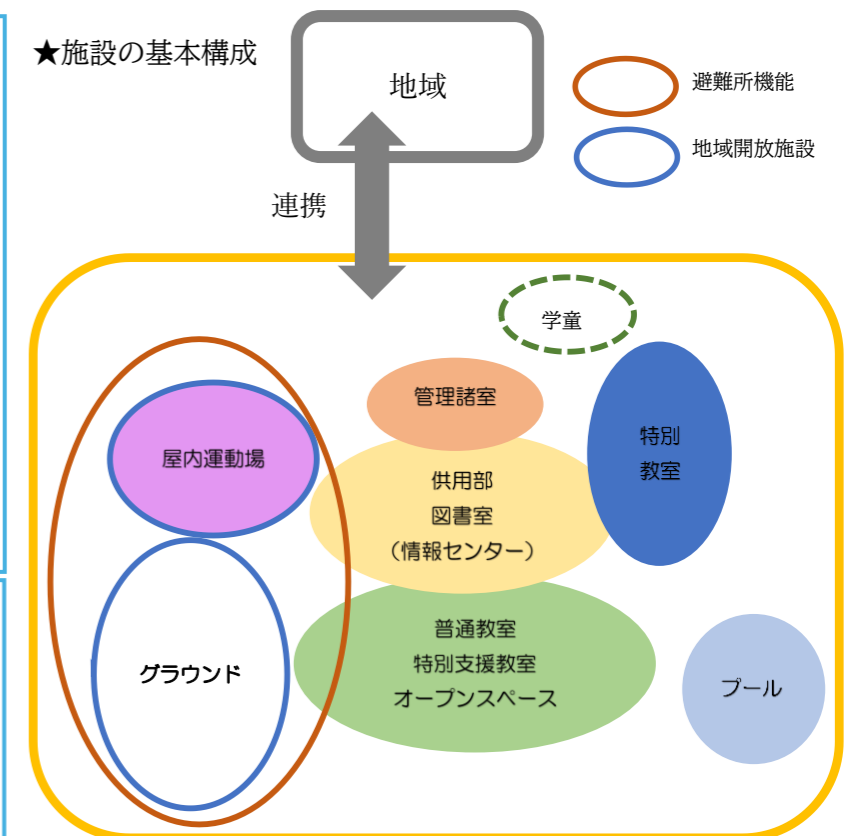 ★施設の基本構成
地域
避難所機能
地域開放施設
連携
学童
管理諸室
特別
教室
屋内運動場
供用部
図書室
（情報センター）
普通教室
特別支援教室
オープンスペース
グラウンド
プール